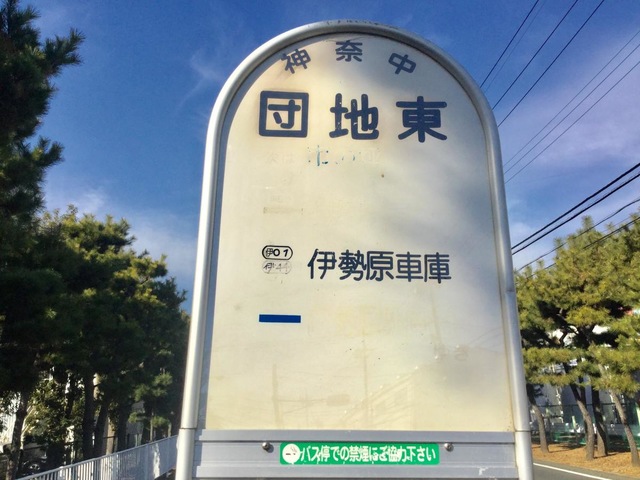 神奈中
団地東
伊01
伊勢原車庫
バス停での禁煙にご協力下さい